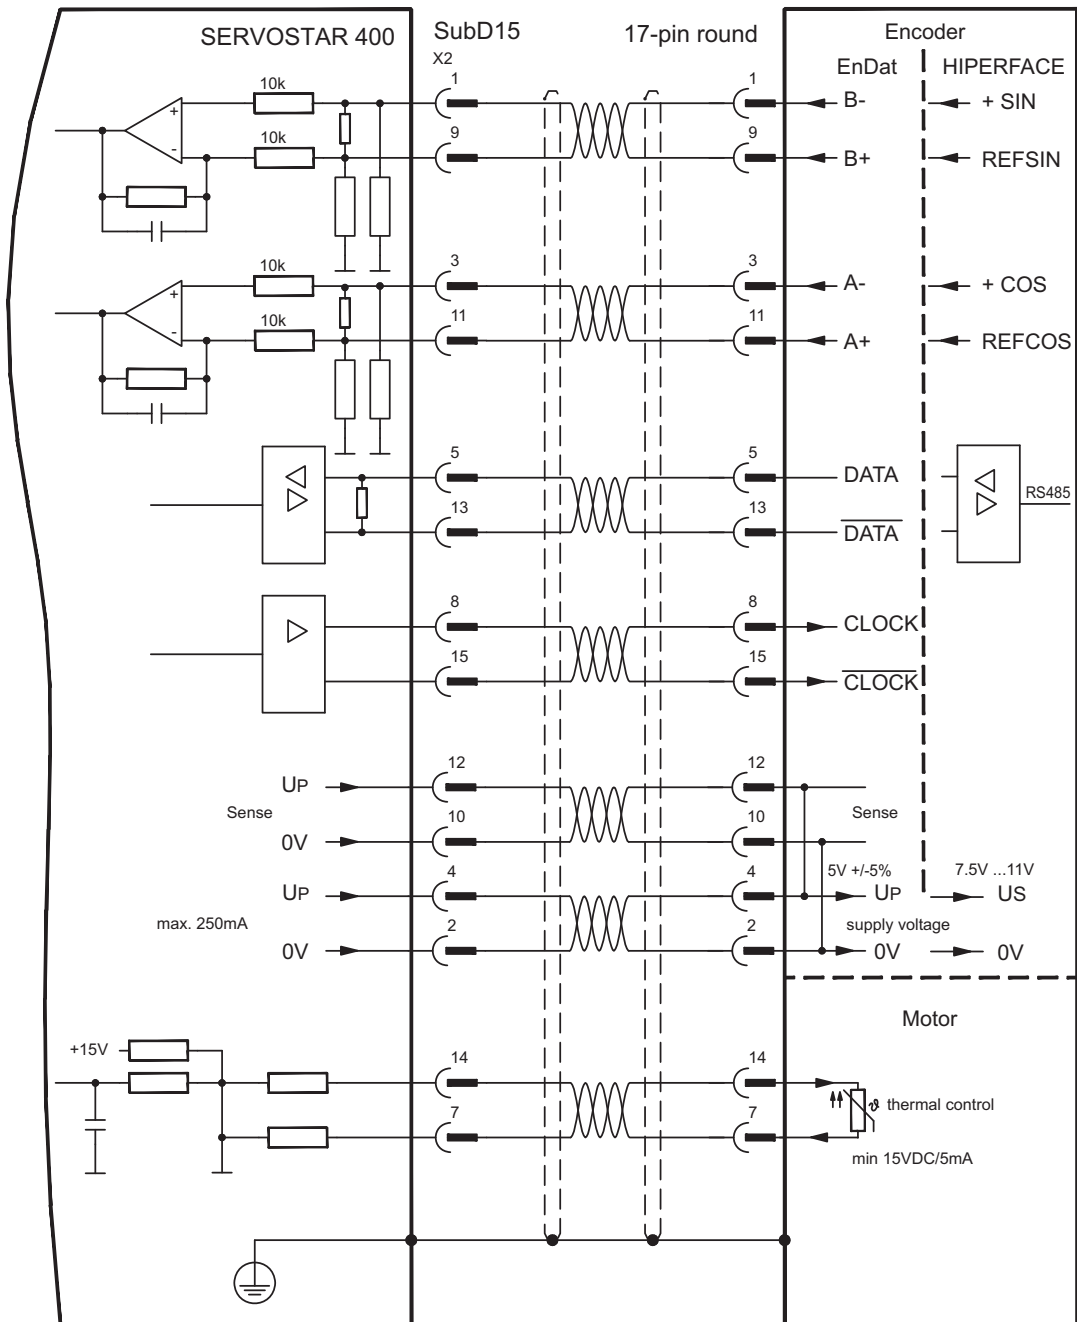 SERVOSTAR 400 SubD15 17-pin round Encoder
X2 EnDat HIPERFACE
10k 1 1 B- + SIN
10k 9 9 B+ REFSIN
10k 3 3 A- + COS
10k 11 11 A+ REFCOS
+
-
+
-
5 5 DATA
RS485
13 13 DATA
8 8 CLOCK
15 15 CLOCK
UP 12 12
Sense Sense
0V 10 10
5V +/-5% 7.5V ...11V
UP 4 4 UP US
max. 250mA supply voltage
0V 2 2 0V 0V
Motor
+15V 14 14
ϑ thermal control
7 7
min 15VDC/5mA